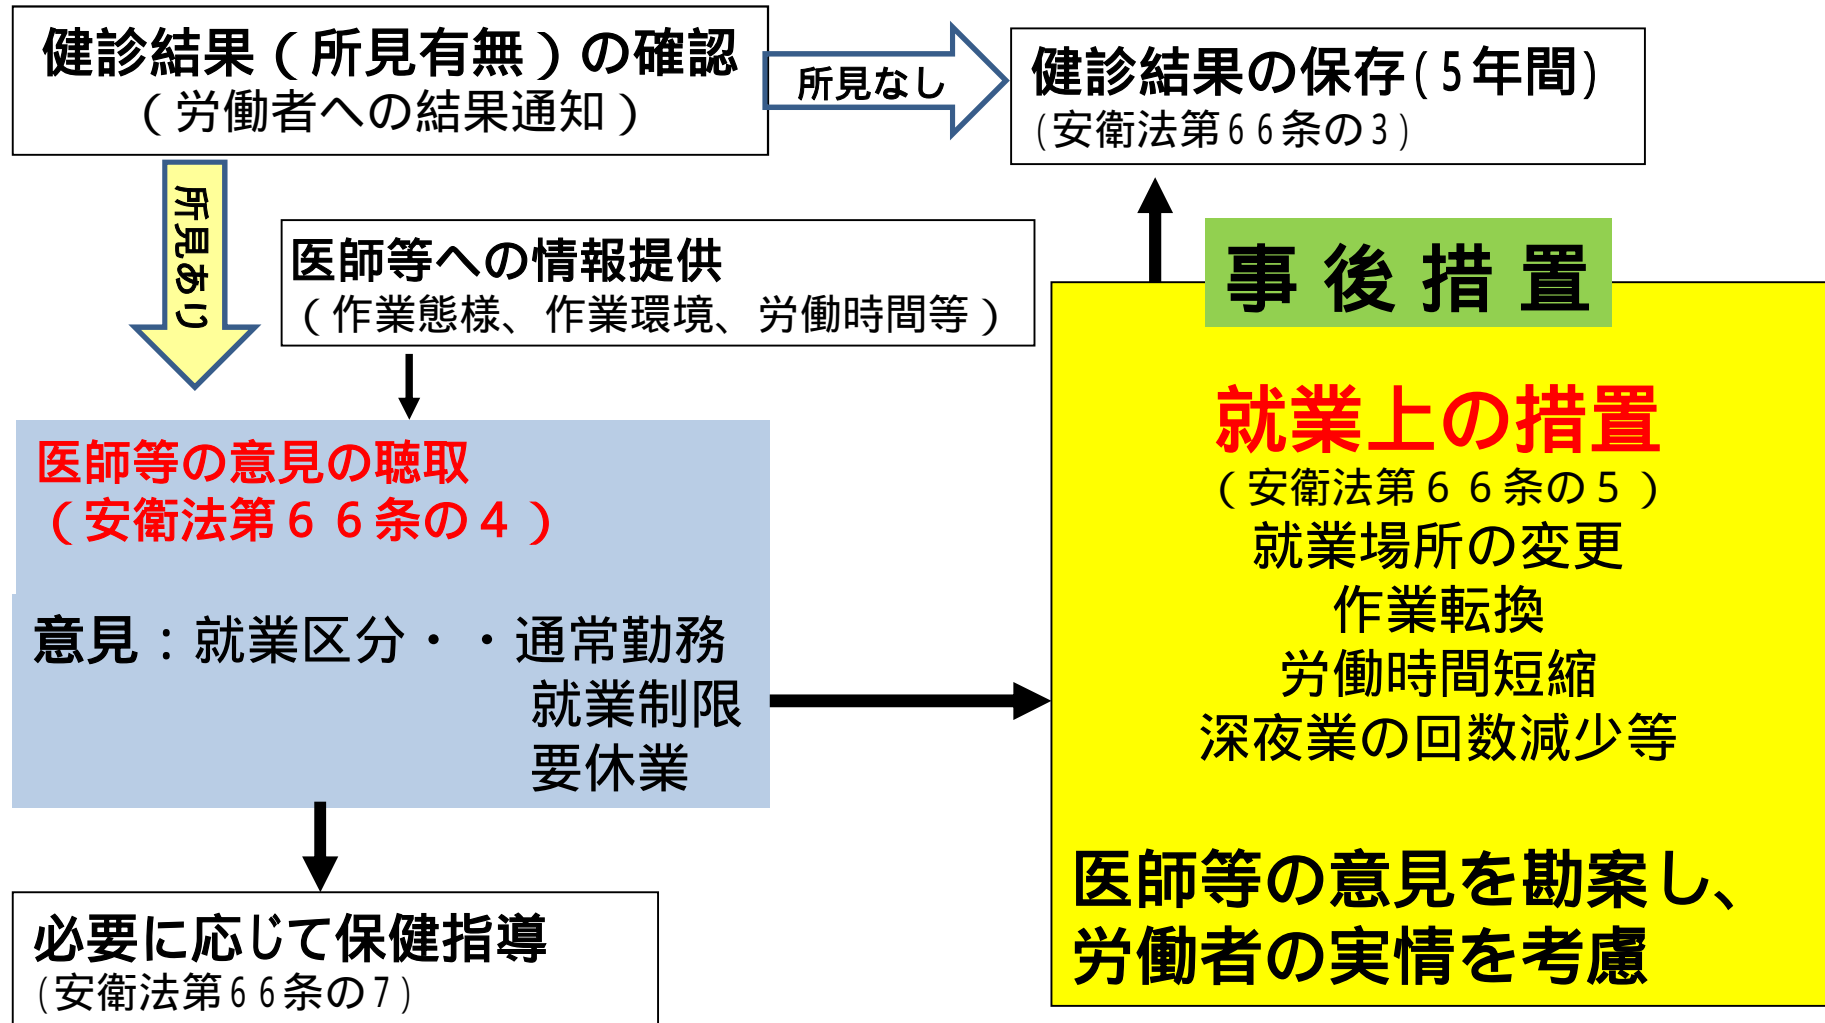 健診結果（所見有無）の確認
（労働者への結果通知）
所見なし
健診結果の保存(5年間)
(安衛法第66条の3)
所見あり
医師等への情報提供
（作業態様、作業環境、労働時間等）
医師等の意見の聴取
（安衛法第６６条の４）
意見：就業区分・・通常勤務
就業制限
要休業
必要に応じて保健指導
(安衛法第66条の7)
事後措置
就業上の措置
（安衛法第６６条の５）
就業場所の変更
作業転換
労働時間短縮
深夜業の回数減少等
医師等の意見を勘案し、
労働者の実情を考慮